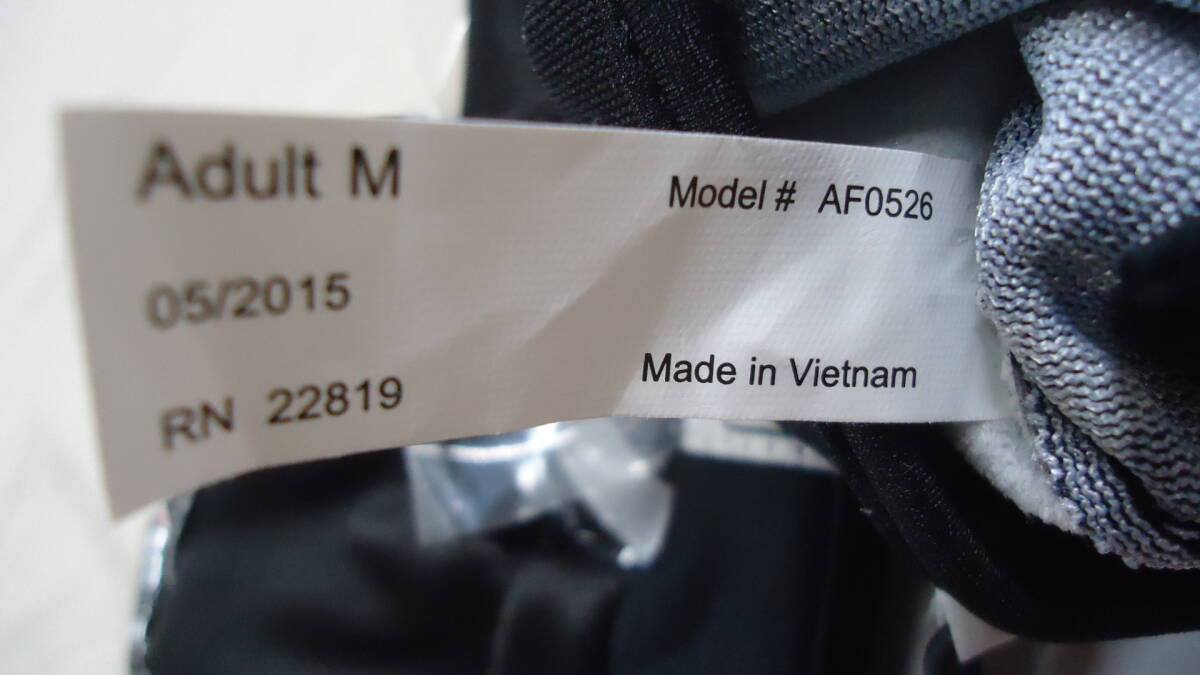 Adult M
Model # AF0526
05/2015
RN 22819
Made in Vietnam